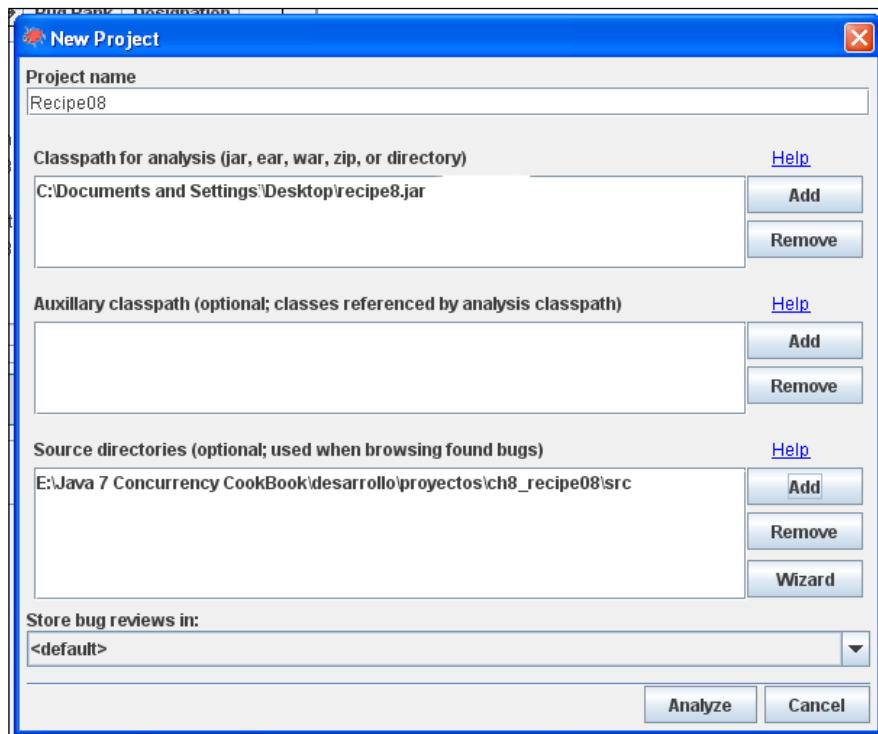 Bug Rank Designation
New Project
Project name
Recipe08
Classpath for analysis (jar, ear, war, zip, or directory)
Help
C:\Documents and Settings\Desktop\recipe8.jar
Add
Remove
Auxillary classpath (optional; classes referenced by analysis classpath)
Help
Add
Remove
Source directories (optional; used when browsing found bugs)
Help
E:\Java 7 Concurrency CookBook\desarrollo\proyectos\ch8_recipe08\src
Add
Remove
Wizard
Store bug reviews in:
<default>
Analyze
Cancel